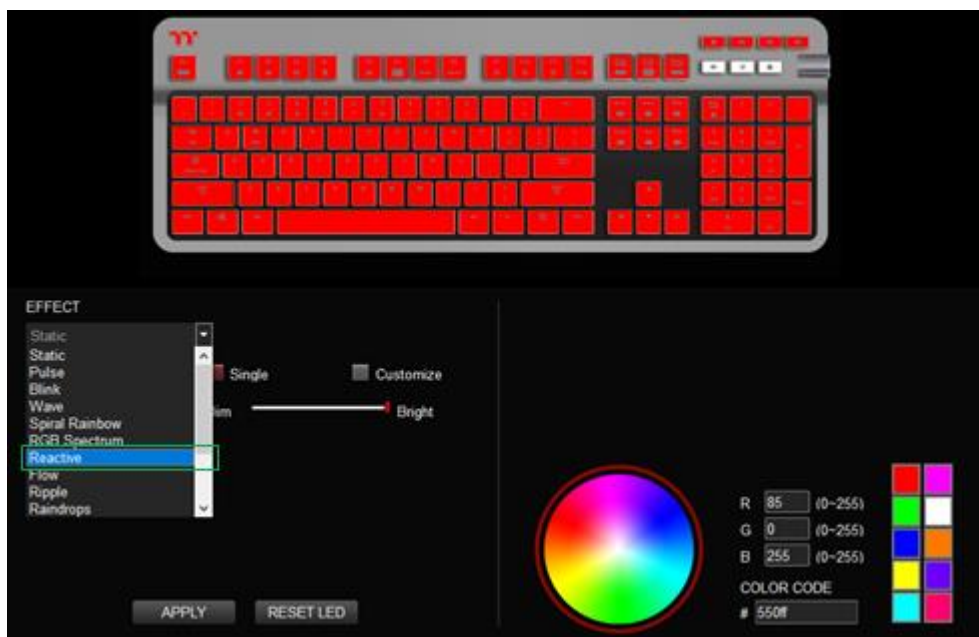 EFFECT
Static
Static
Pulse
Blink
Wave
Spiral Rainbow
RGB Spectrum
Reactive
Flow
Ripple
Raindrops
Single
Customize
Bright
R 85 (0~255)
G 0 (0~255)
B 255 (0~255)
COLOR CODE
# 550ff
APPLY
RESET LED